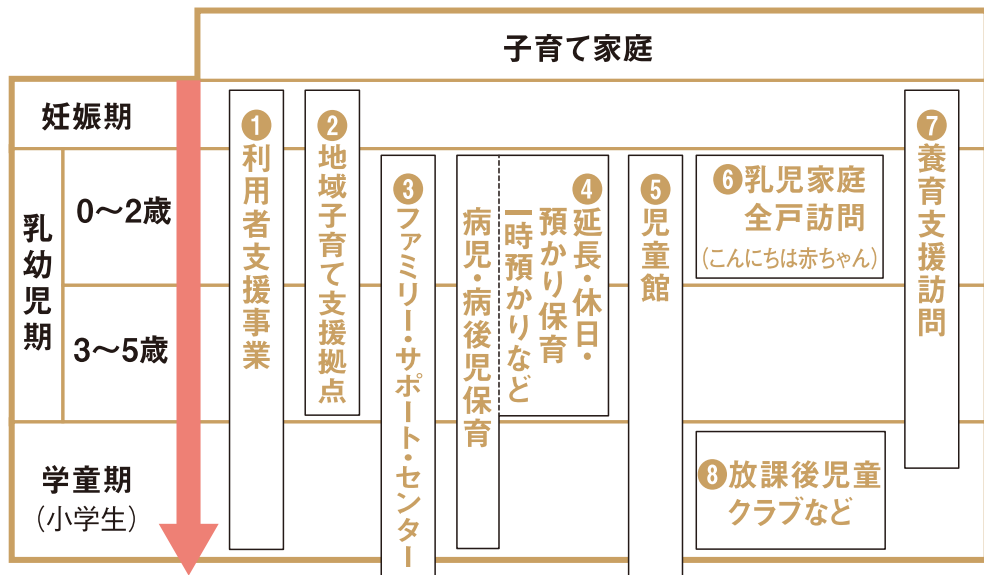 子育て家庭
妊娠期
乳幼児期
0〜2歳
3〜5歳
学童期
(小学生)
❶利用者支援事業
❷地域子育て支援拠点
❸ファミリー・サポート・センター
❹延長・休日・
預かり保育
一時預かりなど
病児・病後児保育
❺児童館
❻乳児家庭
全戸訪問
(こんにちは赤ちゃん)
❼養育支援訪問
❽放課後児童
クラブなど